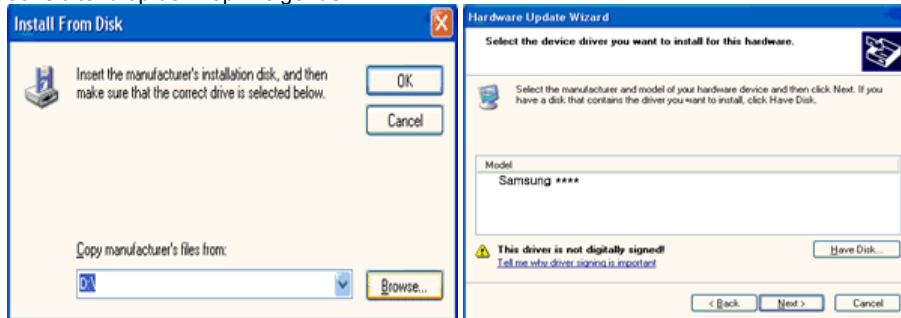 Install From Disk
Insert the manufacturer's installation disk, and then
make sure that the correct drive is selected below.
OK
Cancel
Copy manufacturer's files from:
D:\
Browse...
Hardware Update Wizard
Select the device driver you want to install for this hardware.
Select the manufacturer and model of your hardware device and then click Next. If you
have a disk that contains the driver you want to install, click Have Disk.
Model
Samsung ****
This driver is not digitally signed!
Tell me why driver signing is important
Have Disk...
< Back
Next >
Cancel